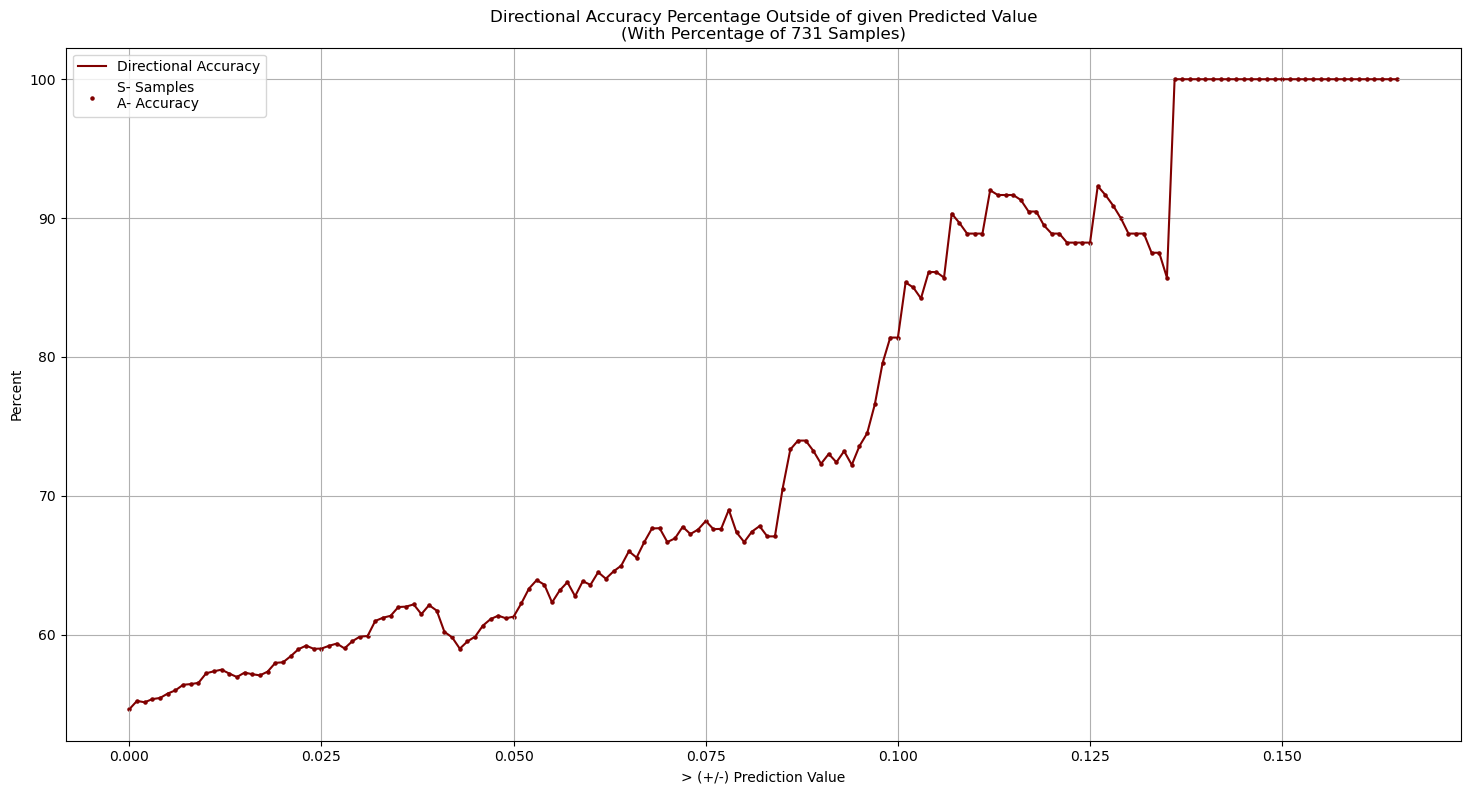 Directional Accuracy Percentage Outside of given Predicted Value
(With Percentage of 731 Samples)
Directional Accuracy
S- Samples
A- Accuracy
Percent
100
90
80
70
60
0.000
0.025
0.050
0.075
0.100
0.125
0.150
> (+/-) Prediction Value